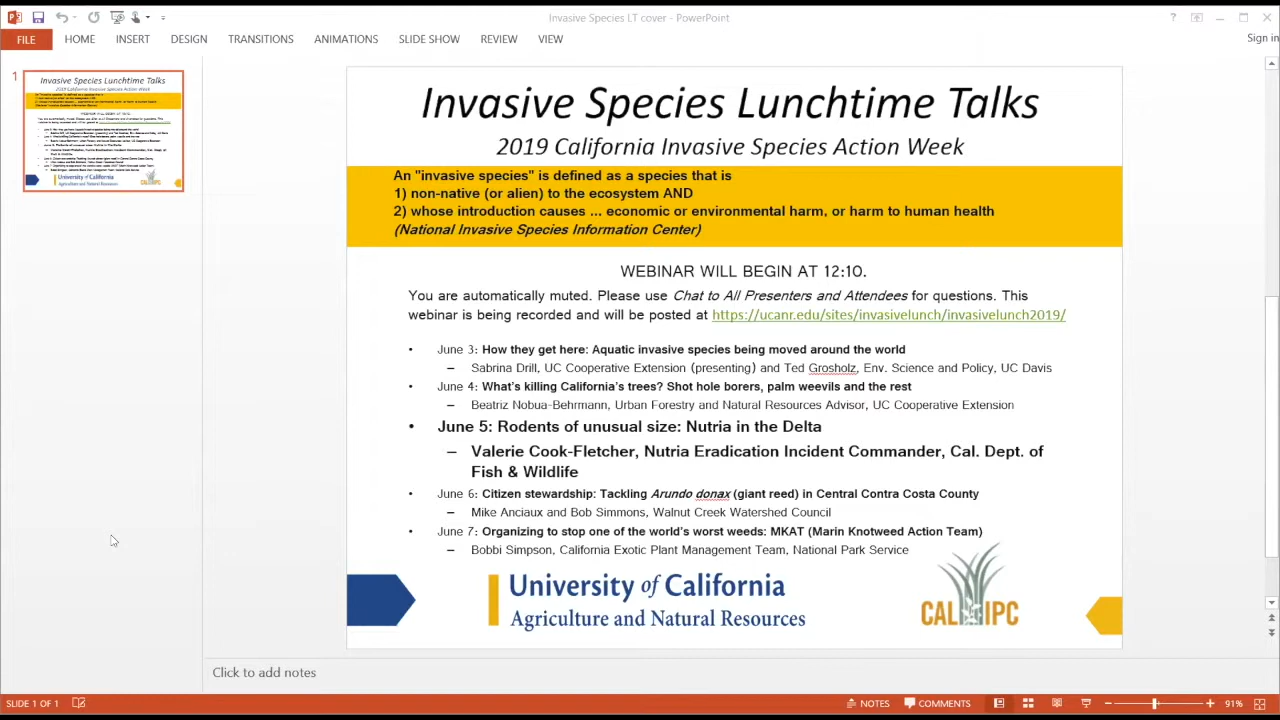 Invasive Species LT cover - PowerPoint
?
Sign in
FILE HOME INSERT DESIGN TRANSITIONS ANIMATIONS SLIDE SHOW REVIEW VIEW
1
Invasive Species Lunchtime Talks
2019 California Invasive Species Action Week
An "invasive species" is defined as a species that is
1) non-native (or alien) to the ecosystem AND
2) whose introduction causes ... economic or environmental harm, or harm to human health
(National Invasive Species Information Center)
WEBINAR WILL BEGIN AT 12:10.
You are automatically muted. Please use Chat to All Presenters and Attendees for questions. This
webinar is being recorded and will be posted at https://ucanr.edu/sites/invasivelunch/invasivelunch2019/
• June 3: How they get here: Aquatic invasive species being moved around the world
– Sabrina Drill, UC Cooperative Extension (presenting) and Ted Grosholz, Env. Science and Policy, UC Davis
• June 4: What's killing California's trees? Shot hole borers, palm weevils and the rest
– Beatriz Nobua-Behrmann, Urban Forestry and Natural Resources Advisor, UC Cooperative Extension
• June 5: Rodents of unusual size: Nutria in the Delta
– Valerie Cook-Fletcher, Nutria Eradication Incident Commander, Cal. Dept. of
Fish & Wildlife
• June 6: Citizen stewardship: Tackling Arundo donax (giant reed) in Central Contra Costa County
– Mike Anciaux and Bob Simmons, Walnut Creek Watershed Council
• June 7: Organizing to stop one of the world's worst weeds: MKAT (Marin Knotweed Action Team)
– Bobbi Simpson, California Exotic Plant Management Team, National Park Service
University of California
Agriculture and Natural Resources
CAL IPC
Click to add notes
SLIDE 1 OF 1 NOTES COMMENTS 91%